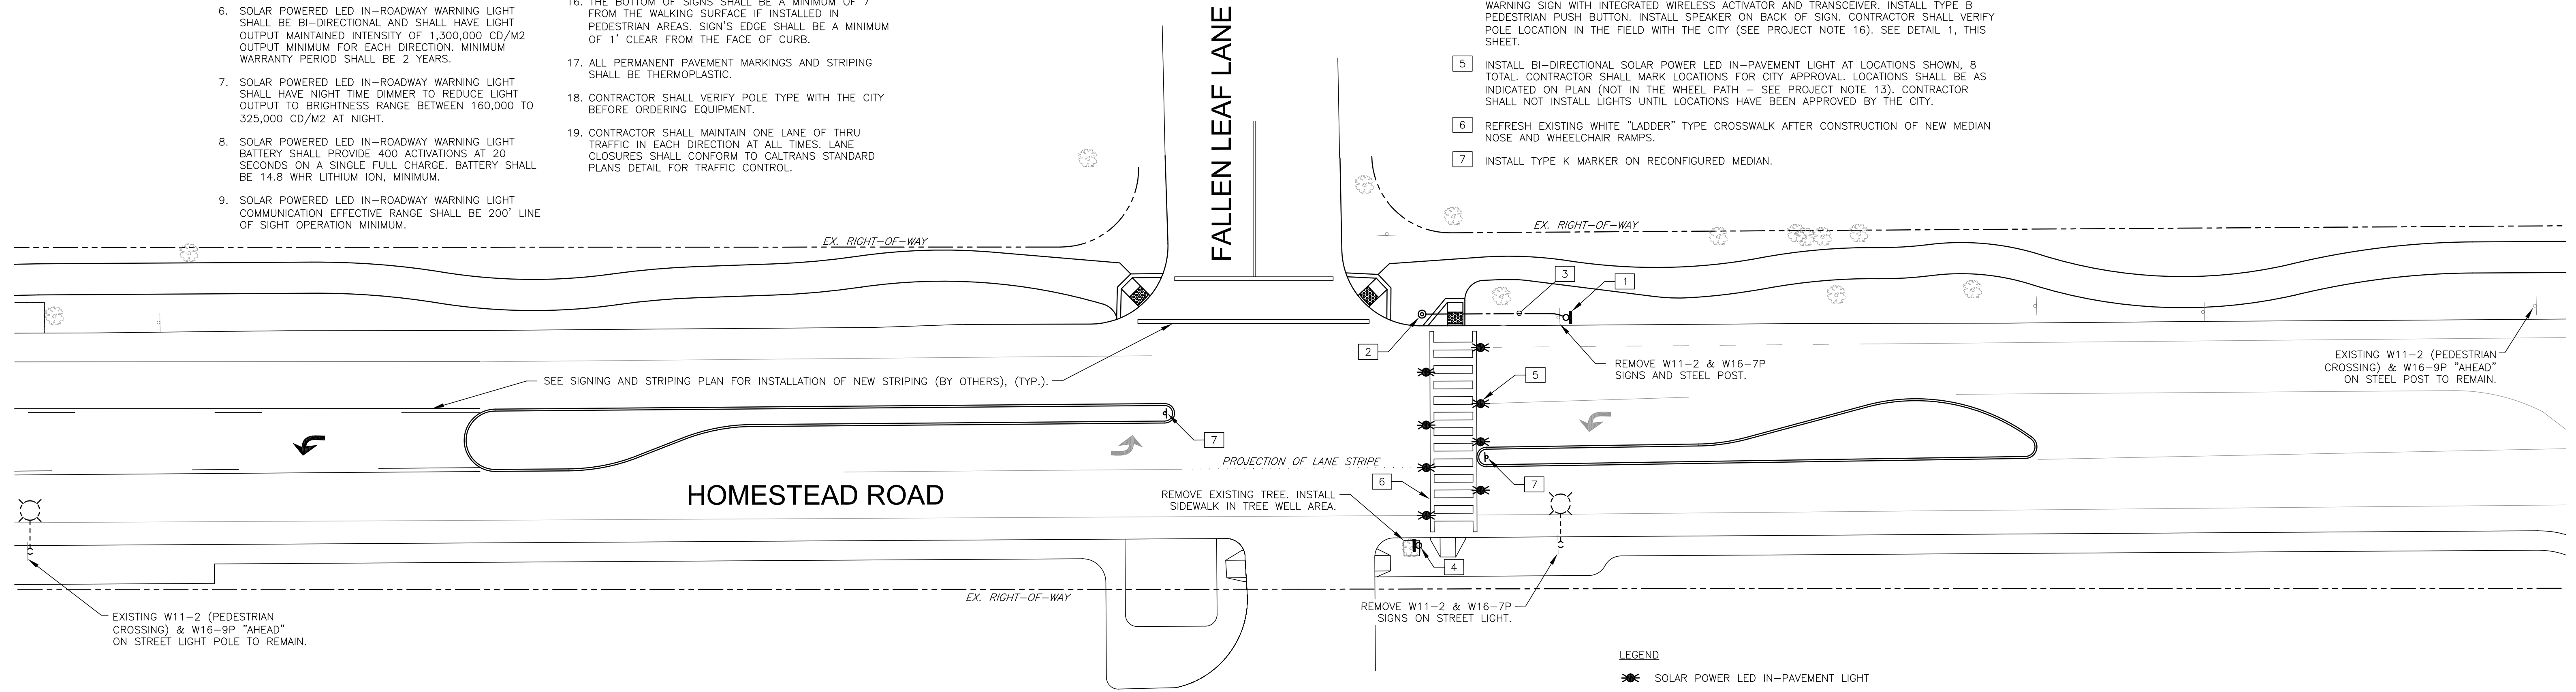 6. SOLAR POWERED LED IN-ROADWAY WARNING LIGHT
SHALL BE BI-DIRECTIONAL AND SHALL HAVE LIGHT
OUTPUT MAINTAINED INTENSITY OF 1,300,000 CD/M2
OUTPUT MINIMUM FOR EACH DIRECTION. MINIMUM
WARRANTY PERIOD SHALL BE 2 YEARS.
7. SOLAR POWERED LED IN-ROADWAY WARNING LIGHT
SHALL HAVE NIGHT TIME DIMMER TO REDUCE LIGHT
OUTPUT TO BRIGHTNESS RANGE BETWEEN 160,000 TO
325,000 CD/M2 AT NIGHT.
8. SOLAR POWERED LED IN-ROADWAY WARNING LIGHT
BATTERY SHALL PROVIDE 400 ACTIVATIONS AT 20
SECONDS ON A SINGLE FULL CHARGE. BATTERY SHALL
BE 14.8 WHR LITHIUM ION, MINIMUM.
9. SOLAR POWERED LED IN-ROADWAY WARNING LIGHT
COMMUNICATION EFFECTIVE RANGE SHALL BE 200' LINE
OF SIGHT OPERATION MINIMUM.
16. THE BOTTOM OF SIGNS SHALL BE A MINIMUM OF 7'
FROM THE WALKING SURFACE IF INSTALLED IN
PEDESTRIAN AREAS. SIGN'S EDGE SHALL BE A MINIMUM
OF 1' CLEAR FROM THE FACE OF CURB.
17. ALL PERMANENT PAVEMENT MARKINGS AND STRIPING
SHALL BE THERMOPLASTIC.
18. CONTRACTOR SHALL VERIFY POLE TYPE WITH THE CITY
BEFORE ORDERING EQUIPMENT.
19. CONTRACTOR SHALL MAINTAIN ONE LANE OF THRU
TRAFFIC IN EACH DIRECTION AT ALL TIMES. LANE
CLOSURES SHALL CONFORM TO CALTRANS STANDARD
PLANS DETAIL FOR TRAFFIC CONTROL.
FALLEN LEAF LANE
WARNING SIGN WITH INTEGRATED WIRELESS ACTIVATOR AND TRANSCEIVER. INSTALL TYPE B
PEDESTRIAN PUSH BUTTON. INSTALL SPEAKER ON BACK OF SIGN. CONTRACTOR SHALL VERIFY
POLE LOCATION IN THE FIELD WITH THE CITY (SEE PROJECT NOTE 16). SEE DETAIL 1, THIS
SHEET.
5 INSTALL BI-DIRECTIONAL SOLAR POWER LED IN-PAVEMENT LIGHT AT LOCATIONS SHOWN, 8
TOTAL. CONTRACTOR SHALL MARK LOCATIONS FOR CITY APPROVAL. LOCATIONS SHALL BE AS
INDICATED ON PLAN (NOT IN THE WHEEL PATH - SEE PROJECT NOTE 13). CONTRACTOR
SHALL NOT INSTALL LIGHTS UNTIL LOCATIONS HAVE BEEN APPROVED BY THE CITY.
6 REFRESH EXISTING WHITE "LADDER" TYPE CROSSWALK AFTER CONSTRUCTION OF NEW MEDIAN
NOSE AND WHEELCHAIR RAMPS.
7 INSTALL TYPE K MARKER ON RECONFIGURED MEDIAN.
EX. RIGHT-OF-WAY
EX. RIGHT-OF-WAY
3
1
2
REMOVE W11-2 & W16-7P
SIGNS AND STEEL POST.
EXISTING W11-2 (PEDESTRIAN
CROSSING) & W16-9P "AHEAD"
ON STEEL POST TO REMAIN.
SEE SIGNING AND STRIPING PLAN FOR INSTALLATION OF NEW STRIPING (BY OTHERS), (TYP.).
5
7
PROJECTION OF LANE STRIPE
6
7
HOMESTEAD ROAD
REMOVE EXISTING TREE. INSTALL
SIDEWALK IN TREE WELL AREA.
4
EX. RIGHT-OF-WAY
EXISTING W11-2 (PEDESTRIAN
CROSSING) & W16-9P "AHEAD"
ON STREET LIGHT POLE TO REMAIN.
REMOVE W11-2 & W16-7P
SIGNS ON STREET LIGHT.
LEGEND
SOLAR POWER LED IN-PAVEMENT LIGHT